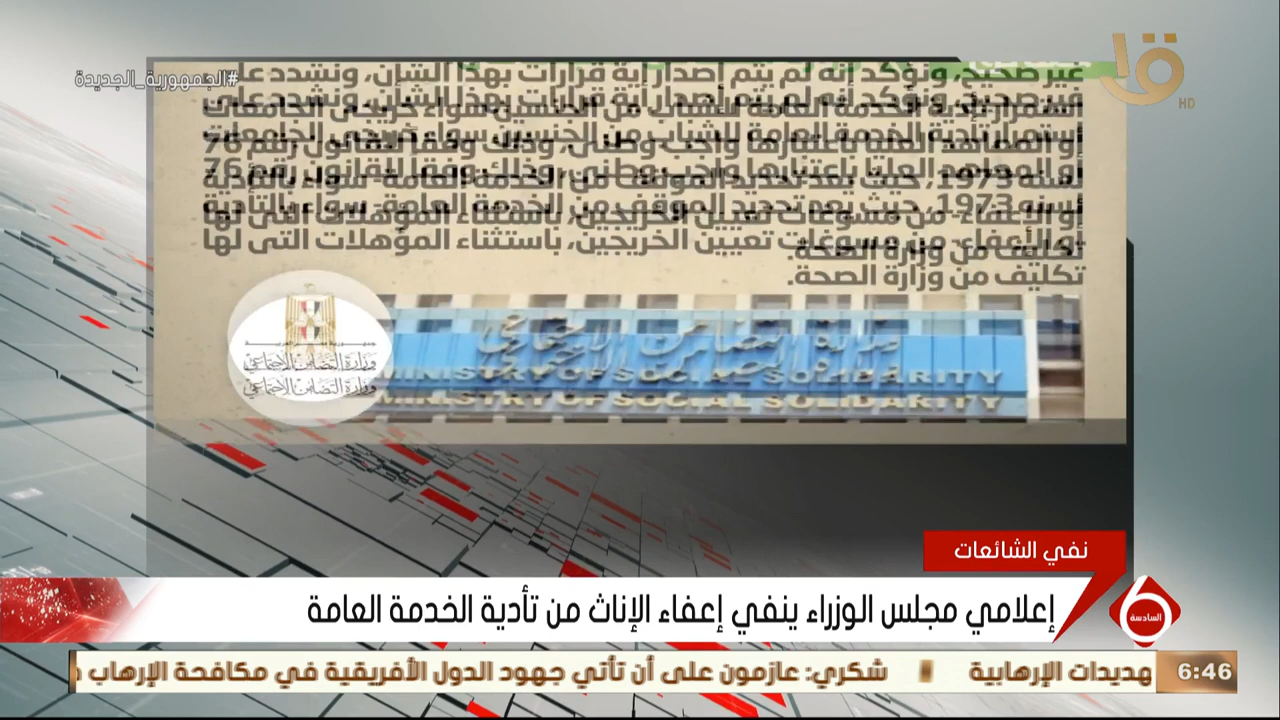 #الجمهورية_الجديدة
HD
غير صحيح، ونؤكد أنه لم يتم إصدار أية قرارات بهذا الشأن، ونشدد على
استمرار تأدية الخدمة العامة للشباب من الجنسين سواء خريجي الجامعات
أو المعاهد العليا باعتبارها واجب وطني، وذلك وفقاً للقانون رقم 76
لسنة 1973، حيث يعد تحديد الموقف من الخدمة العامة- سواء بالتأدية
أو الإعفاء- من مسوغات تعيين الخريجين، باستثناء المؤهلات التي لها
تكليف من وزارة الصحة.
وزارة التضامن الاجتماعي
MINISTRY OF SOCIAL SOLIDARITY
وزارة التضامن الاجتماعي
نفي الشائعات
إعلامي مجلس الوزراء ينفي إعفاء الإناث من تأدية الخدمة العامة
السادسة
6:46
الإرهابية
شكري: عازمون على أن تأتي جهود الدول الأفريقية في مكافحة الإرهاب